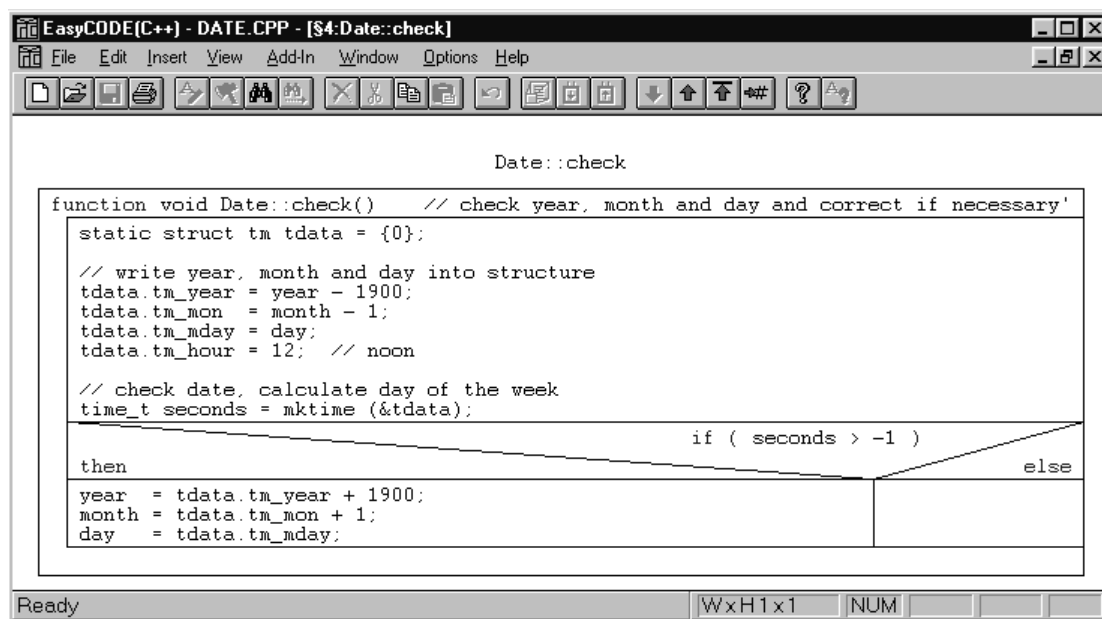 EasyCODE(C++) - DATE.CPP - [§4:Date::check]
File Edit Insert View Add-In Window Options Help
Date::check
function void Date::check()    // check year, month and day and correct if necessary'
static struct tm tdata = {0};
// write year, month and day into structure
tdata.tm_year = year - 1900;
tdata.tm_mon  = month - 1;
tdata.tm_mday = day;
tdata.tm_hour = 12;  // noon
// check date, calculate day of the week
time_t seconds = mktime (&tdata);
if ( seconds > -1 )
then else
year  = tdata.tm_year + 1900;
month = tdata.tm_mon + 1;
day   = tdata.tm_mday;
Ready WxH1x1 NUM